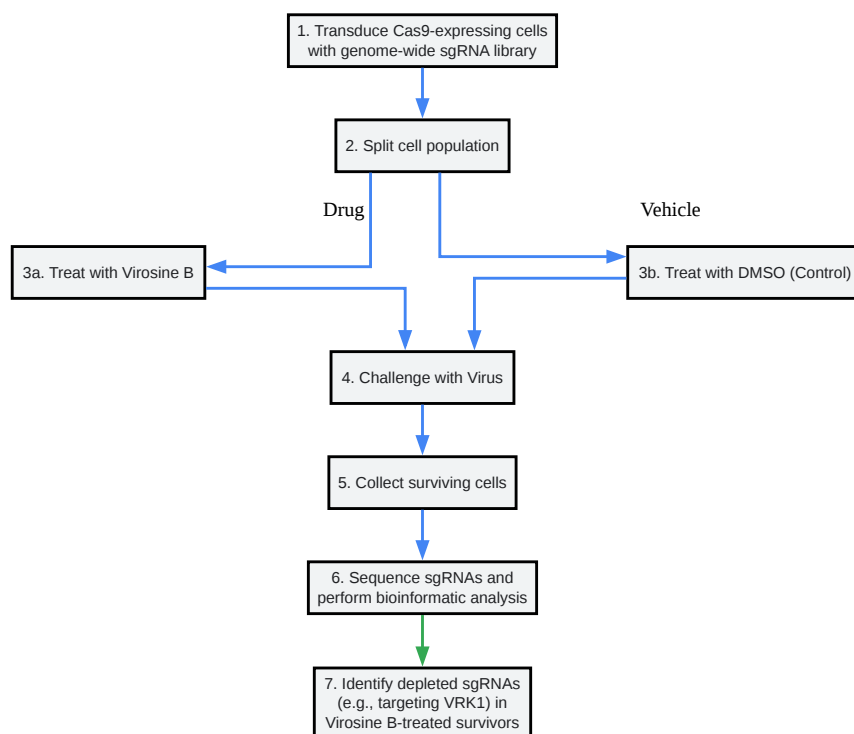 1. Transduce Cas9-expressing cells
with genome-wide sgRNA library
2. Split cell population
Drug
Vehicle
3a. Treat with Virosine B
3b. Treat with DMSO (Control)
4. Challenge with Virus
5. Collect surviving cells
6. Sequence sgRNAs and
perform bioinformatic analysis
7. Identify depleted sgRNAs
(e.g., targeting VRK1) in
Virosine B-treated survivors